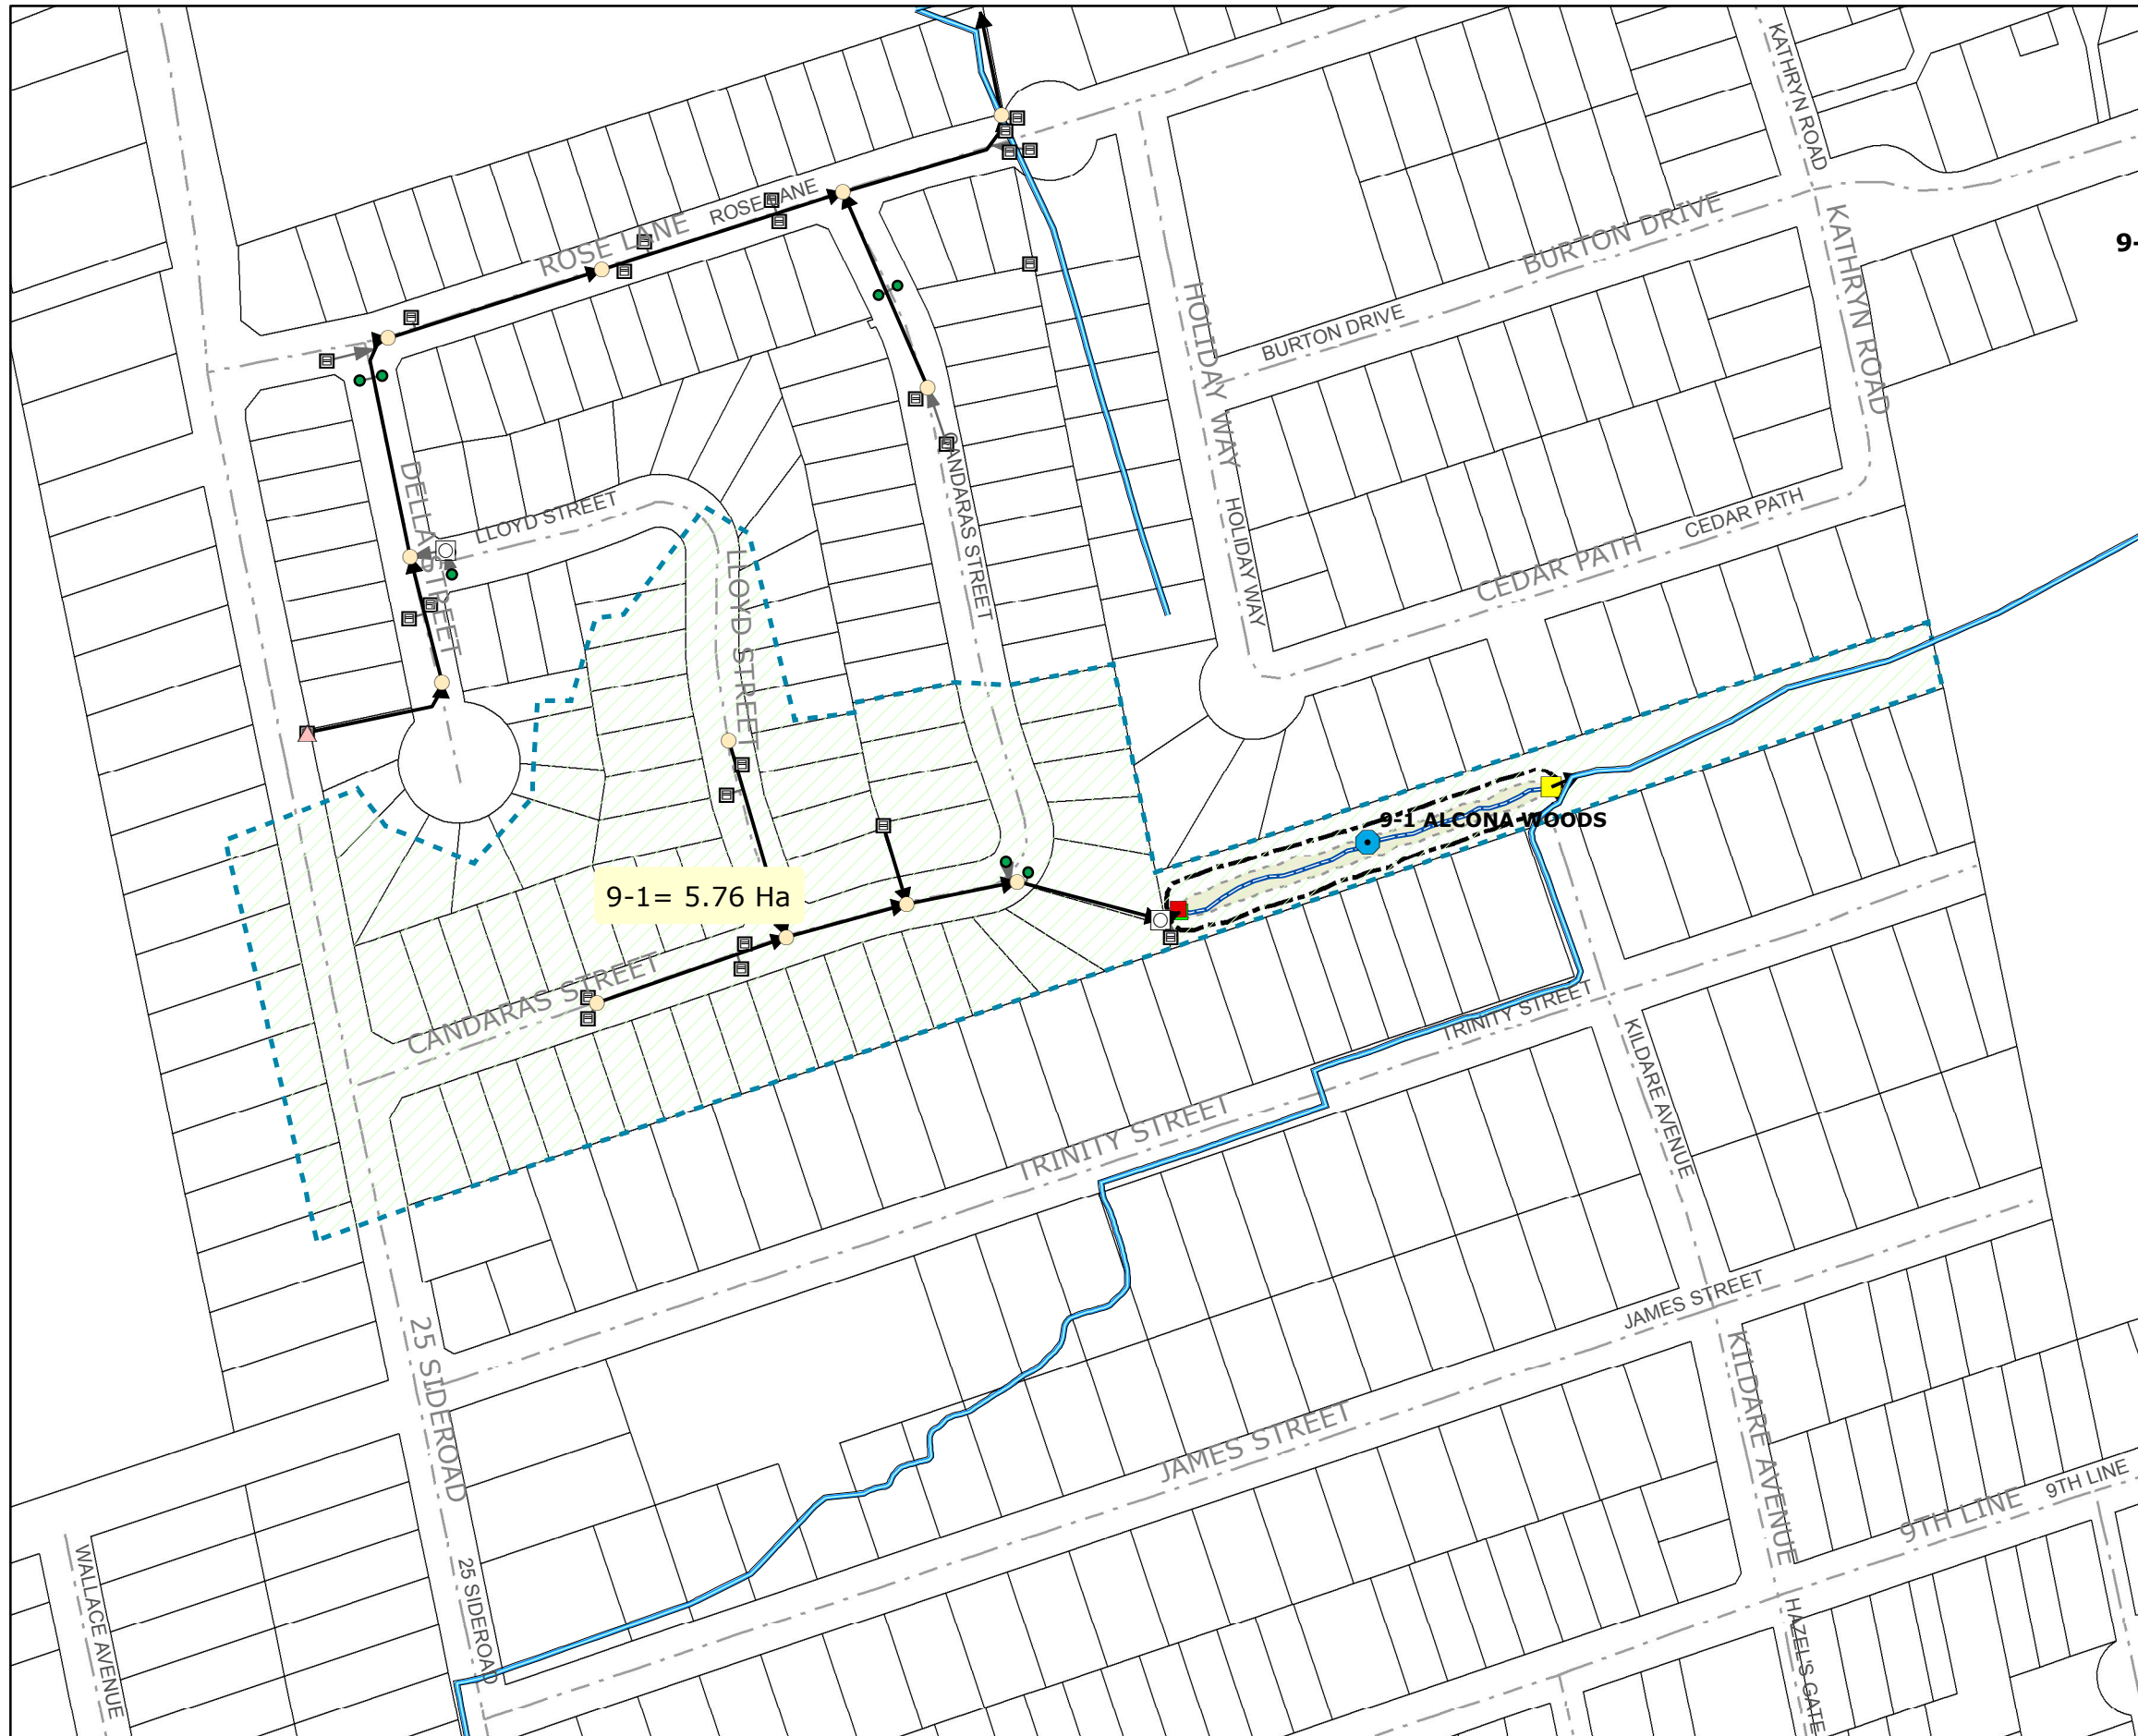 KATHRYN ROAD
ROSE LANE
ROSE LANE
BURTON DRIVE
KATHRYN ROAD
9-
BURTON DRIVE
HOLIDAY WAY
DELLA STREET
LLOYD STREET
CANDARAS STREET
HOLIDAY WAY
CEDAR PATH
CEDAR PATH
LLOYD STREET
9-1 ALCONA WOODS
9-1= 5.76 Ha
CANDARAS STREET
TRINITY STREET
KILDARE AVENUE
TRINITY STREET
JAMES STREET
25 SIDEROAD
KILDARE AVENUE
JAMES STREET
9TH LINE
9TH LINE
WALLACE AVENUE
25 SIDEROAD
HAZEL'S GATE